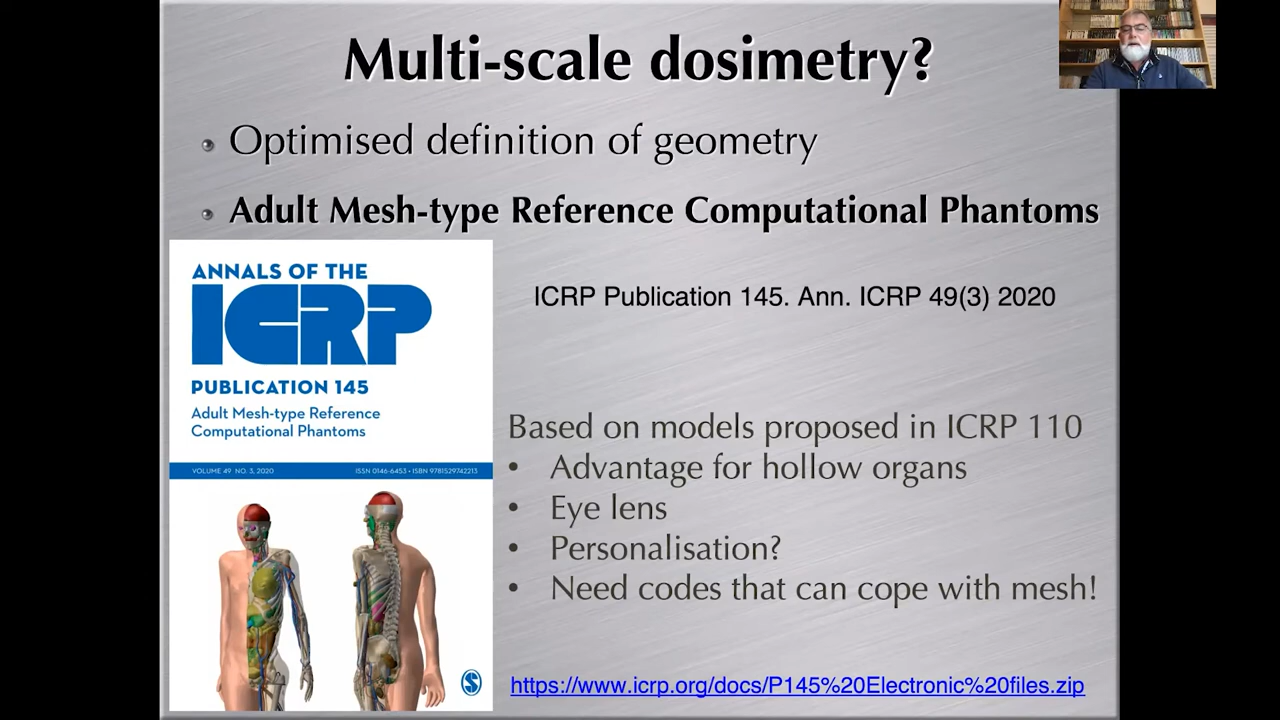 Multi-scale dosimetry?
• Optimised definition of geometry
• Adult Mesh-type Reference Computational Phantoms
ANNALS OF THE
ICRP
PUBLICATION 145
Adult Mesh-type Reference
Computational Phantoms
VOLUME 49 NO. 3, 2020
ISSN 0146-6453 • ISBN 9781529742213
ICRP Publication 145. Ann. ICRP 49(3) 2020
Based on models proposed in ICRP 110
• Advantage for hollow organs
• Eye lens
• Personalisation?
• Need codes that can cope with mesh!
https://www.icrp.org/docs/P145%20Electronic%20files.zip